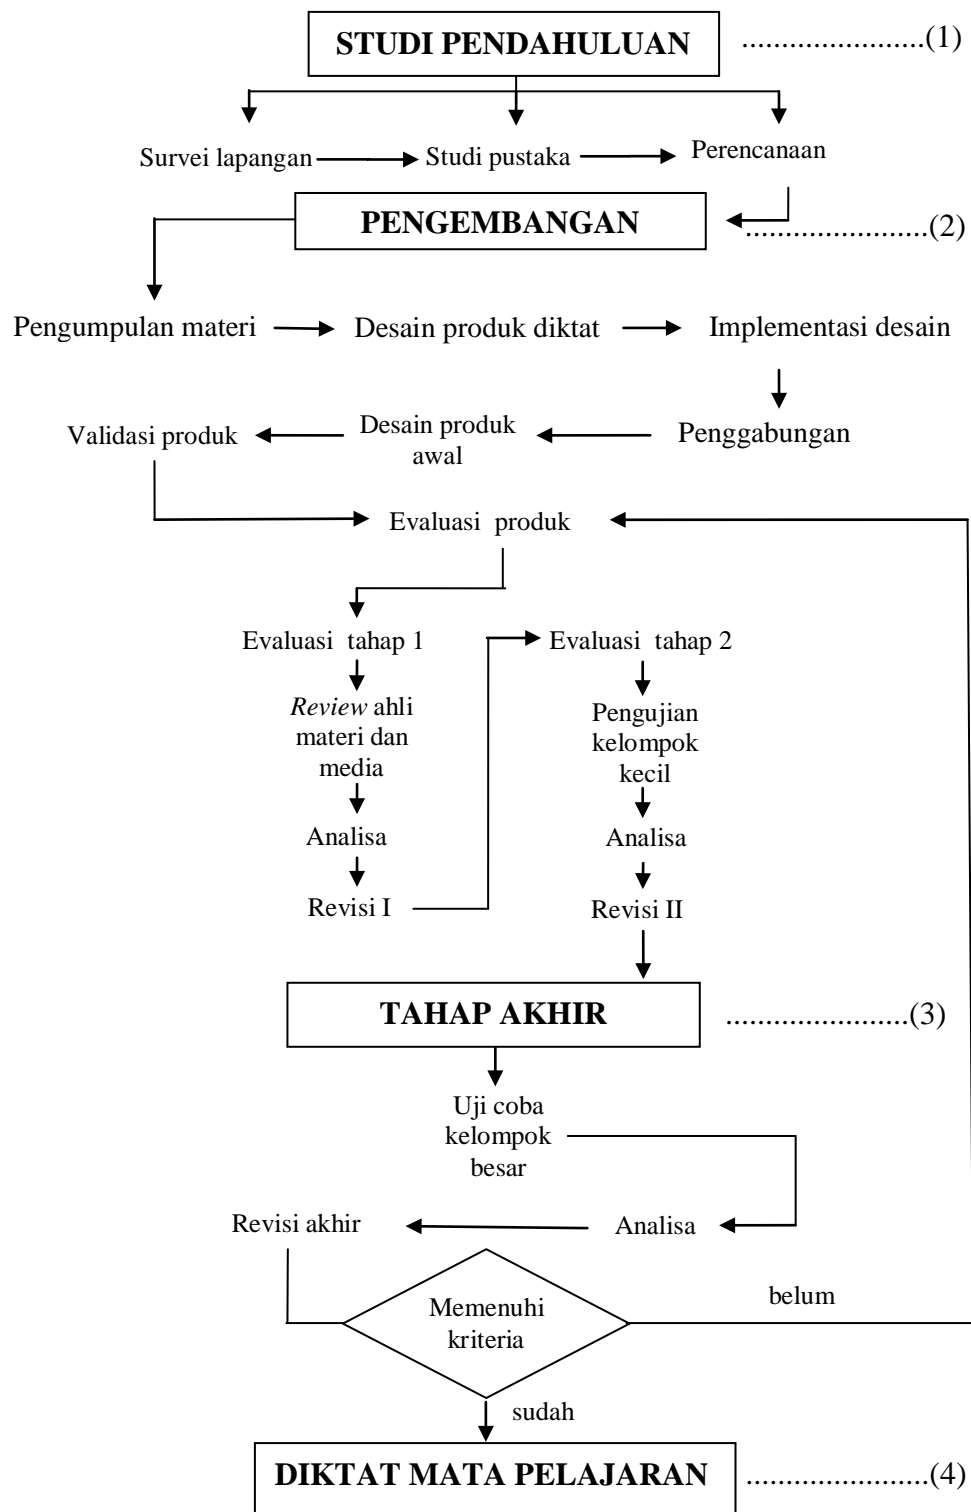 STUDI PENDAHULUAN .......................(1)
Survei lapangan Studi pustaka Perencanaan
PENGEMBANGAN .......................(2)
Pengumpulan materi Desain produk diktat Implementasi desain
Validasi produk Desain produk Penggabungan
awal
Evaluasi produk
Evaluasi tahap 1 Evaluasi tahap 2
Review ahli Pengujian
materi dan kelompok
media kecil
Analisa Analisa
Revisi I Revisi II
TAHAP AKHIR .......................(3)
Uji coba
kelompok
besar
Revisi akhir Analisa
Memenuhi belum
kriteria
sudah
DIKTAT MATA PELAJARAN .......................(4)